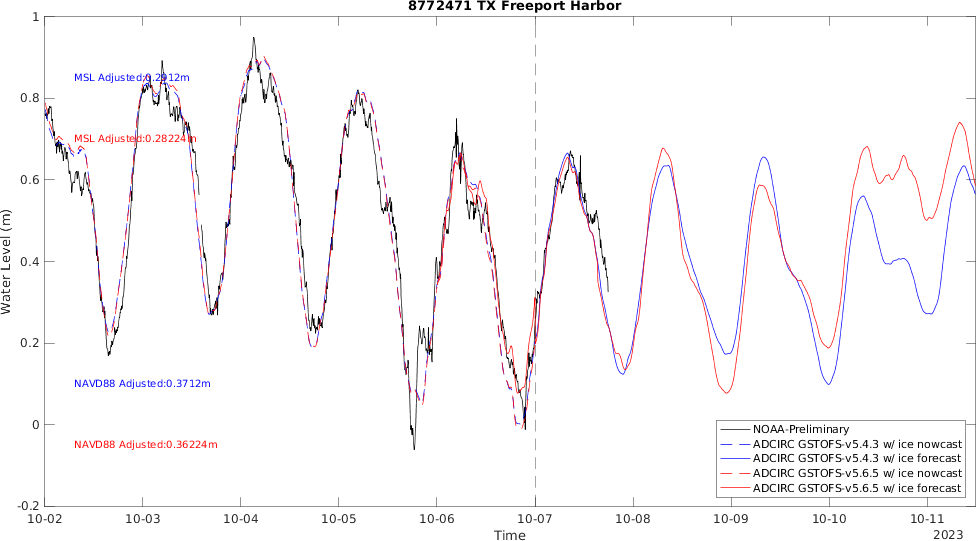 8772471 TX Freeport Harbor
1
0.8
0.6
0.4
0.2
0
-0.2
Water Level (m)
MSL Adjusted:0.2912m
MSL Adjusted:0.28224m
NAVD88 Adjusted:0.3712m
NAVD88 Adjusted:0.36224m
NOAA-Preliminary
ADCIRC GSTOFS-v5.4.3 w/ ice nowcast
ADCIRC GSTOFS-v5.4.3 w/ ice forecast
ADCIRC GSTOFS-v5.6.5 w/ ice nowcast
ADCIRC GSTOFS-v5.6.5 w/ ice forecast
10-02 10-03 10-04 10-05 10-06 10-07 10-08 10-09 10-10 10-11
Time
2023